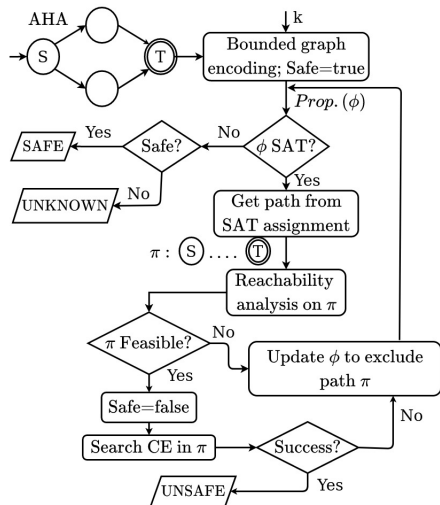 AHA
k
S
T
Bounded graph
encoding; Safe=true
Prop. (ϕ)
Yes
No
SAFE
Safe?
ϕ SAT?
No
Yes
UNKNOWN
Get path from
SAT assignment
π : S .... T
Reachability
analysis on π
π Feasible?
No
Update ϕ to exclude
path π
Yes
Safe=false
No
Search CE in π
Success?
Yes
UNSAFE